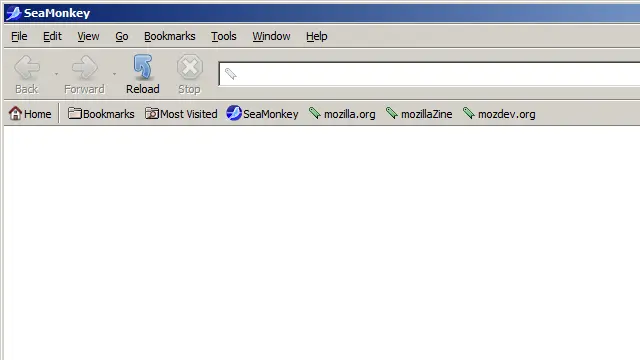 SeaMonkey
File Edit View Go Bookmarks Tools Window Help
Back Forward Reload Stop
Home Bookmarks Most Visited SeaMonkey mozilla.org mozillaZine mozdev.org